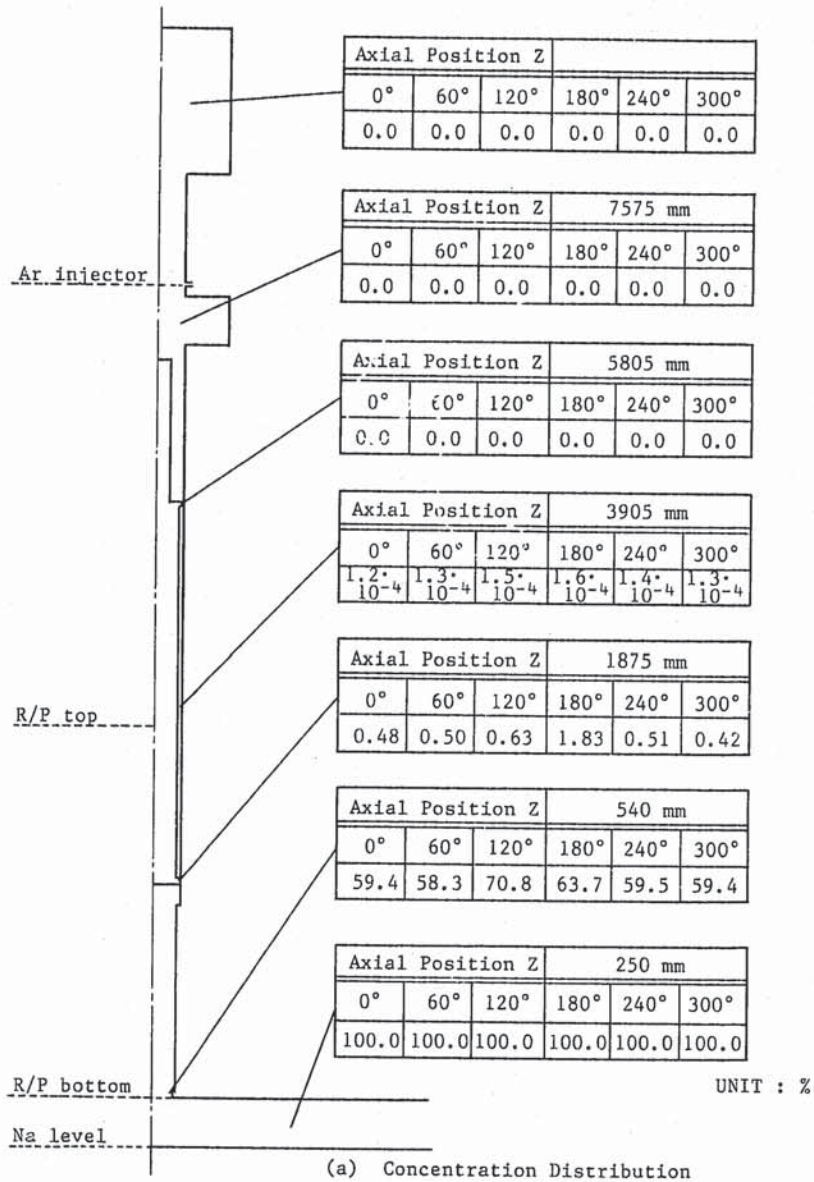 Axial Position Z
0° 60° 120° 180° 240° 300°
0.0 0.0 0.0 0.0 0.0 0.0
Axial Position Z 7575 mm
0° 60° 120° 180° 240° 300°
0.0 0.0 0.0 0.0 0.0 0.0
Ar injector
Axial Position Z 5805 mm
0° 60° 120° 180° 240° 300°
0.0 0.0 0.0 0.0 0.0 0.0
Axial Position Z 3905 mm
0° 60° 120° 180° 240° 300°
1.2· 1.3· 1.5· 1.6· 1.4· 1.3·
10-4 10-4 10-4 10-4 10-4 10-4
Axial Position Z 1875 mm
0° 60° 120° 180° 240° 300°
R/P top
0.48 0.50 0.63 1.83 0.51 0.42
Axial Position Z 540 mm
0° 60° 120° 180° 240° 300°
59.4 58.3 70.8 63.7 59.5 59.4
Axial Position Z 250 mm
0° 60° 120° 180° 240° 300°
100.0 100.0 100.0 100.0 100.0 100.0
R/P bottom
UNIT : %
Na level
(a) Concentration Distribution